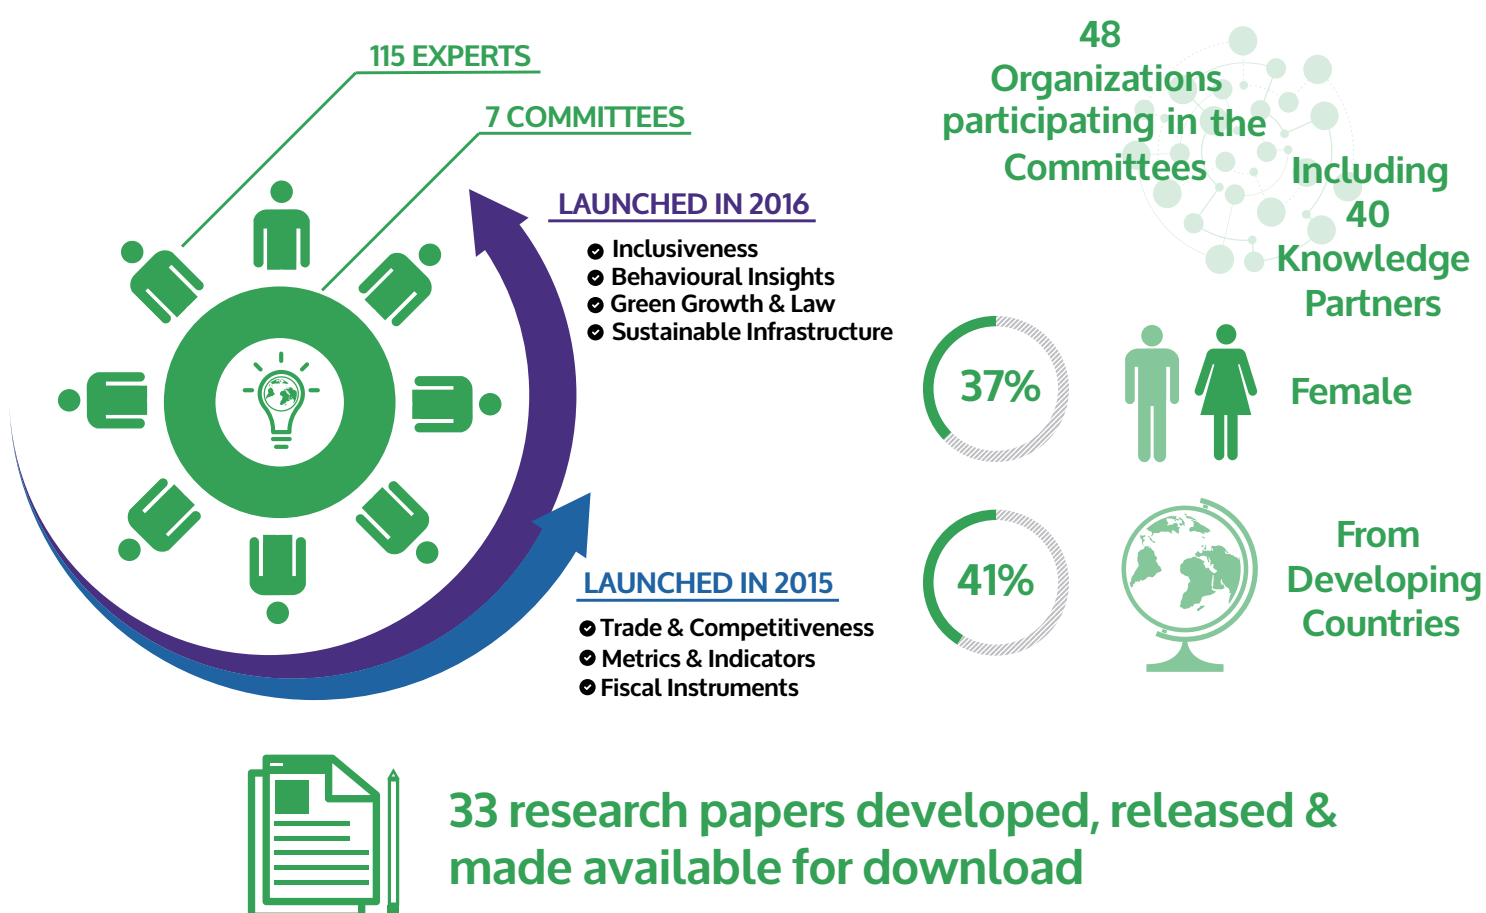 115 EXPERTS
7 COMMITTEES
LAUNCHED IN 2016
Inclusiveness
Behavioural Insights
Green Growth & Law
Sustainable Infrastructure
LAUNCHED IN 2015
Trade & Competitiveness
Metrics & Indicators
Fiscal Instruments
48
Organizations
participating in the
Committees
Including
40
Knowledge
Partners
37%
Female
41%
From
Developing
Countries
33 research papers developed, released &
made available for download